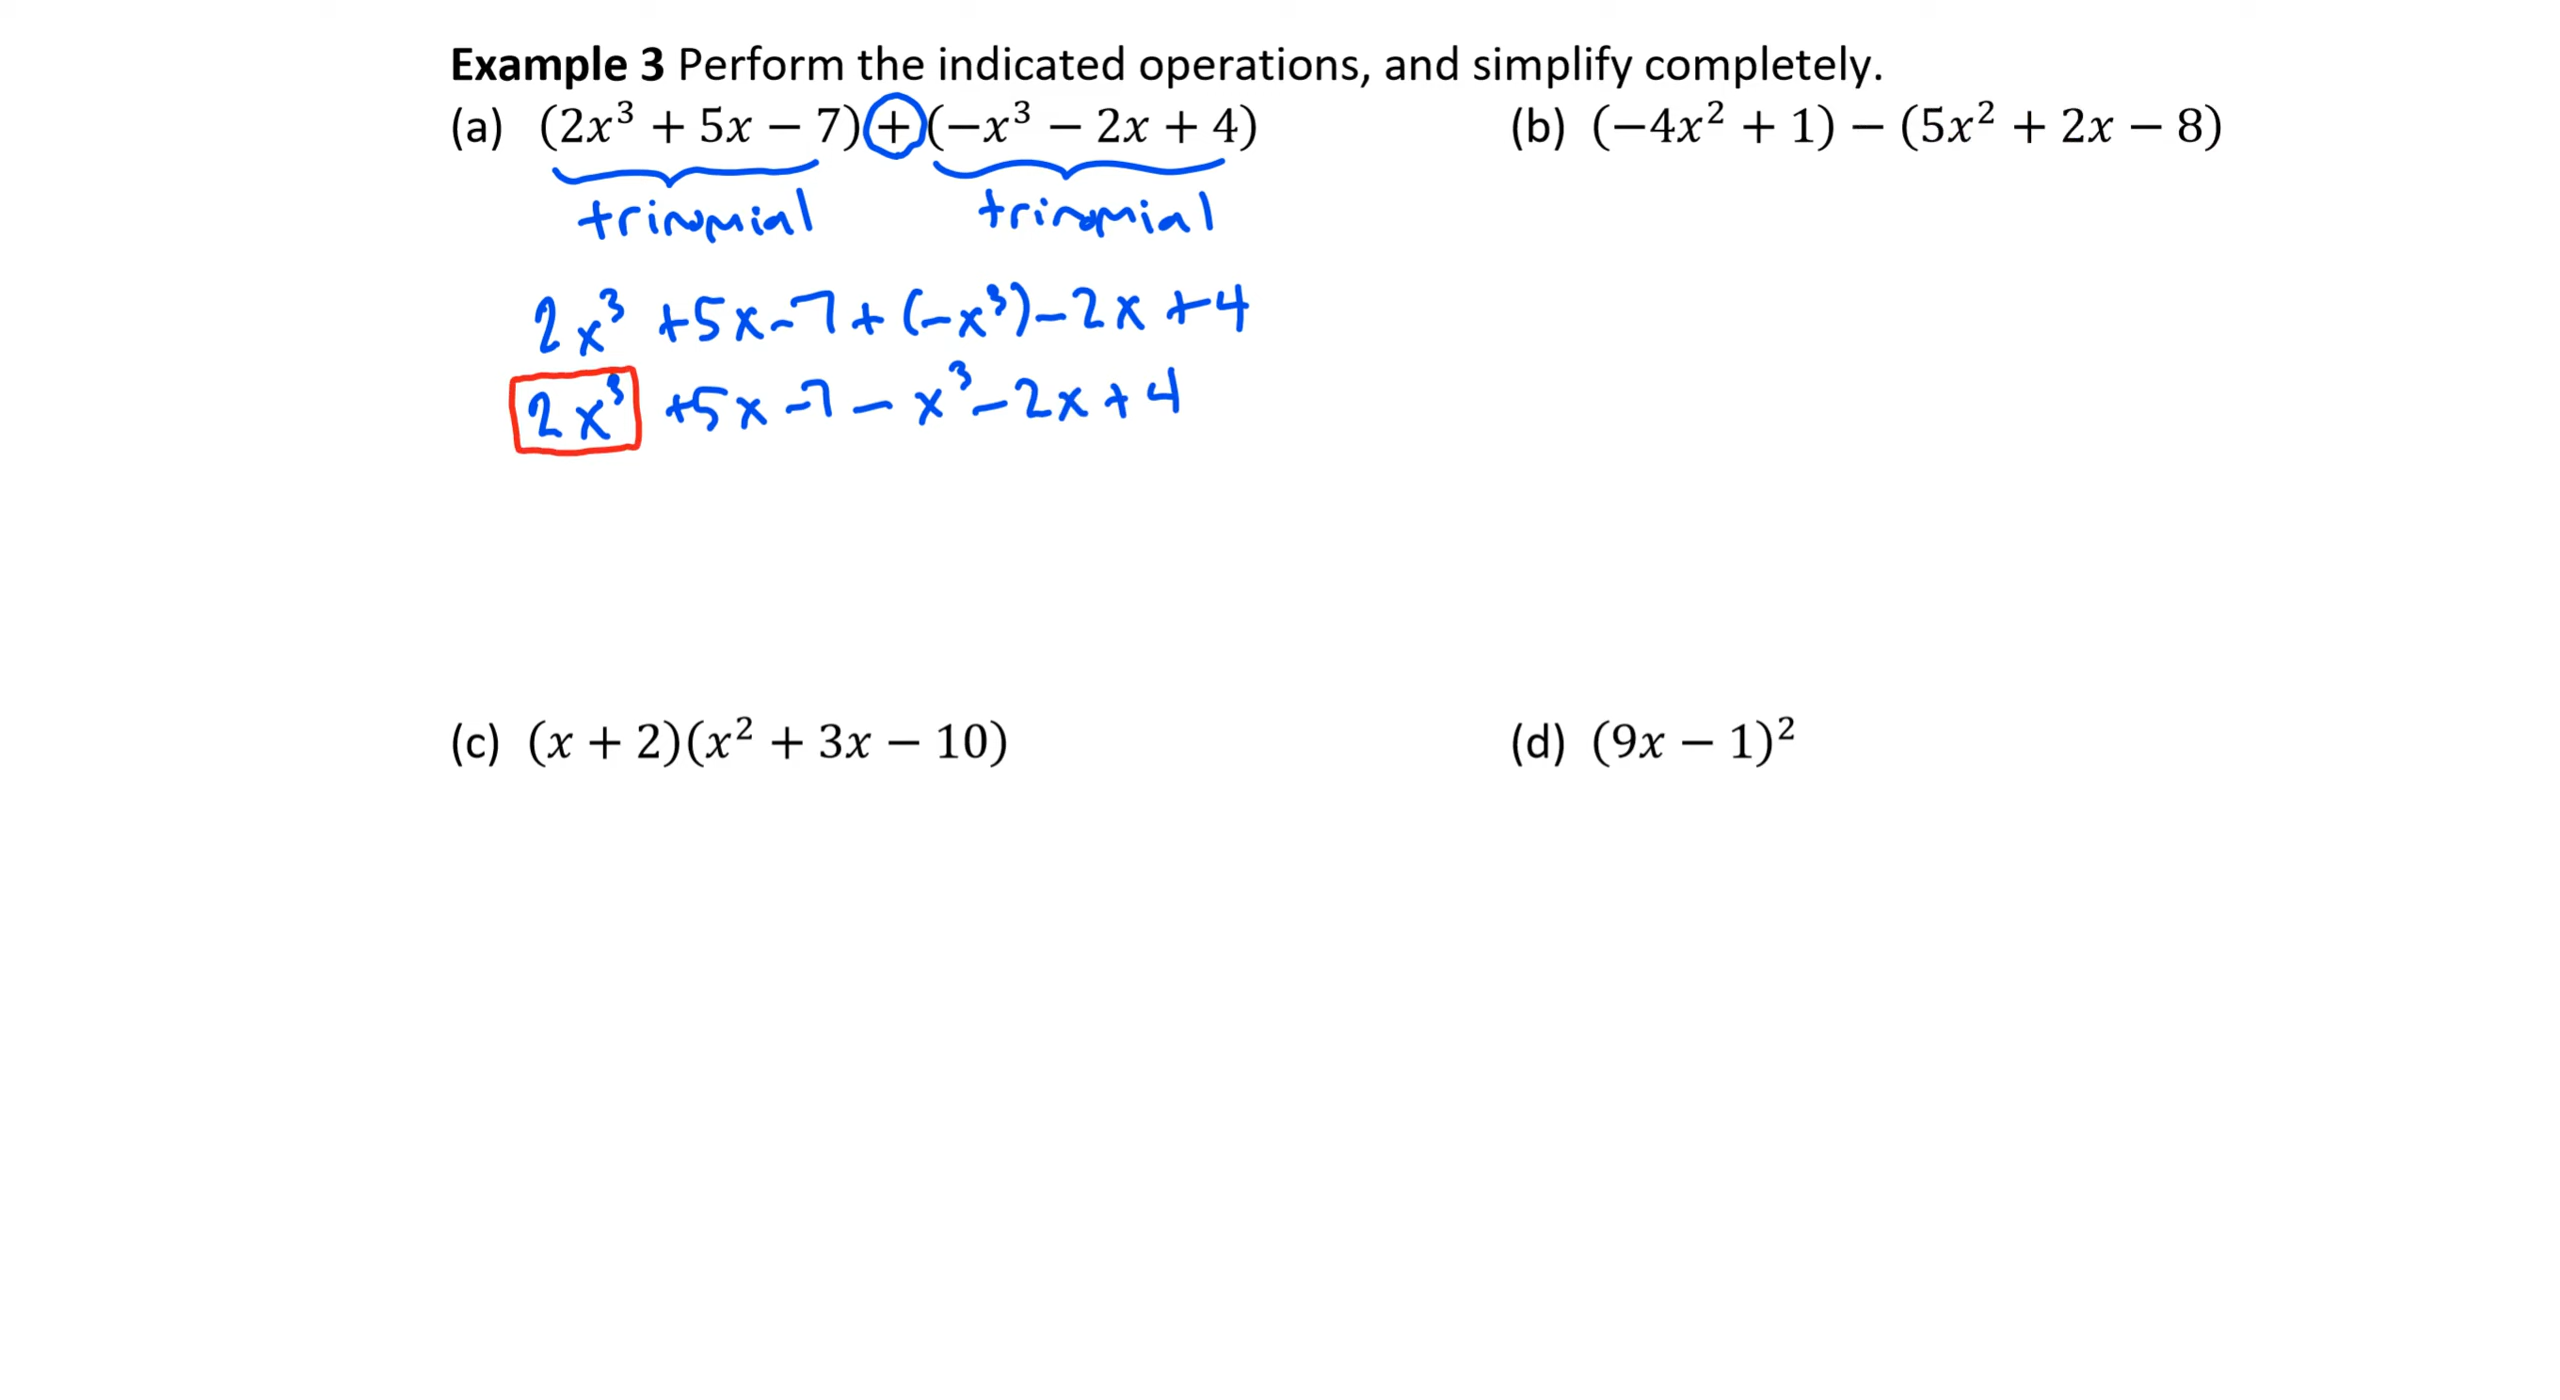 Example 3 Perform the indicated operations, and simplify completely.
(a) (2x³ + 5x − 7) + (−x³ − 2x + 4)
(b) (−4x² + 1) − (5x² + 2x − 8)
trinomial trinomial
2x³ +5x-7+(-x³)-2x+4
2x³ +5x-7-x³-2x+4
(c) (x + 2)(x² + 3x − 10)
(d) (9x − 1)²